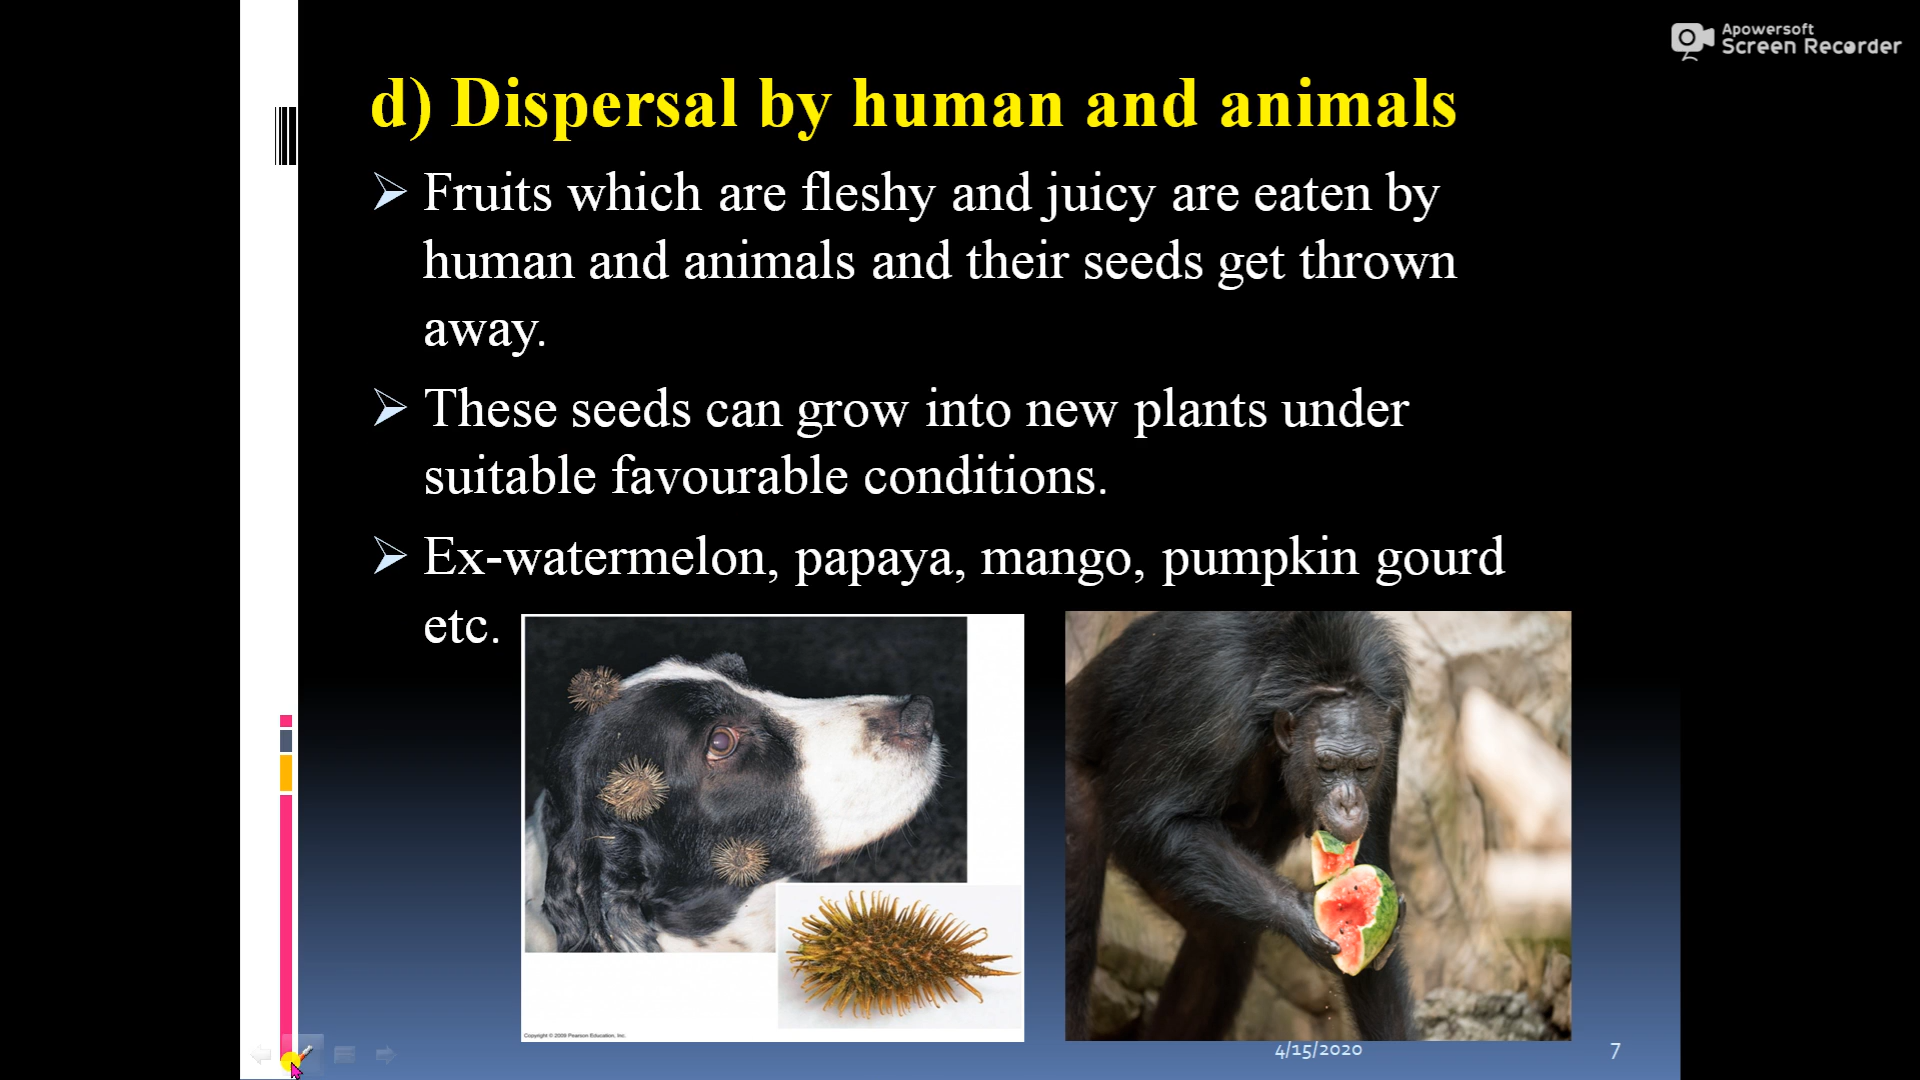 Apowersoft
Screen Recorder
d) Dispersal by human and animals
Fruits which are fleshy and juicy are eaten by
human and animals and their seeds get thrown
away.
These seeds can grow into new plants under
suitable favourable conditions.
Ex-watermelon, papaya, mango, pumpkin gourd
etc.
Copyright © 2009 Pearson Education, Inc.
4/15/2020
7